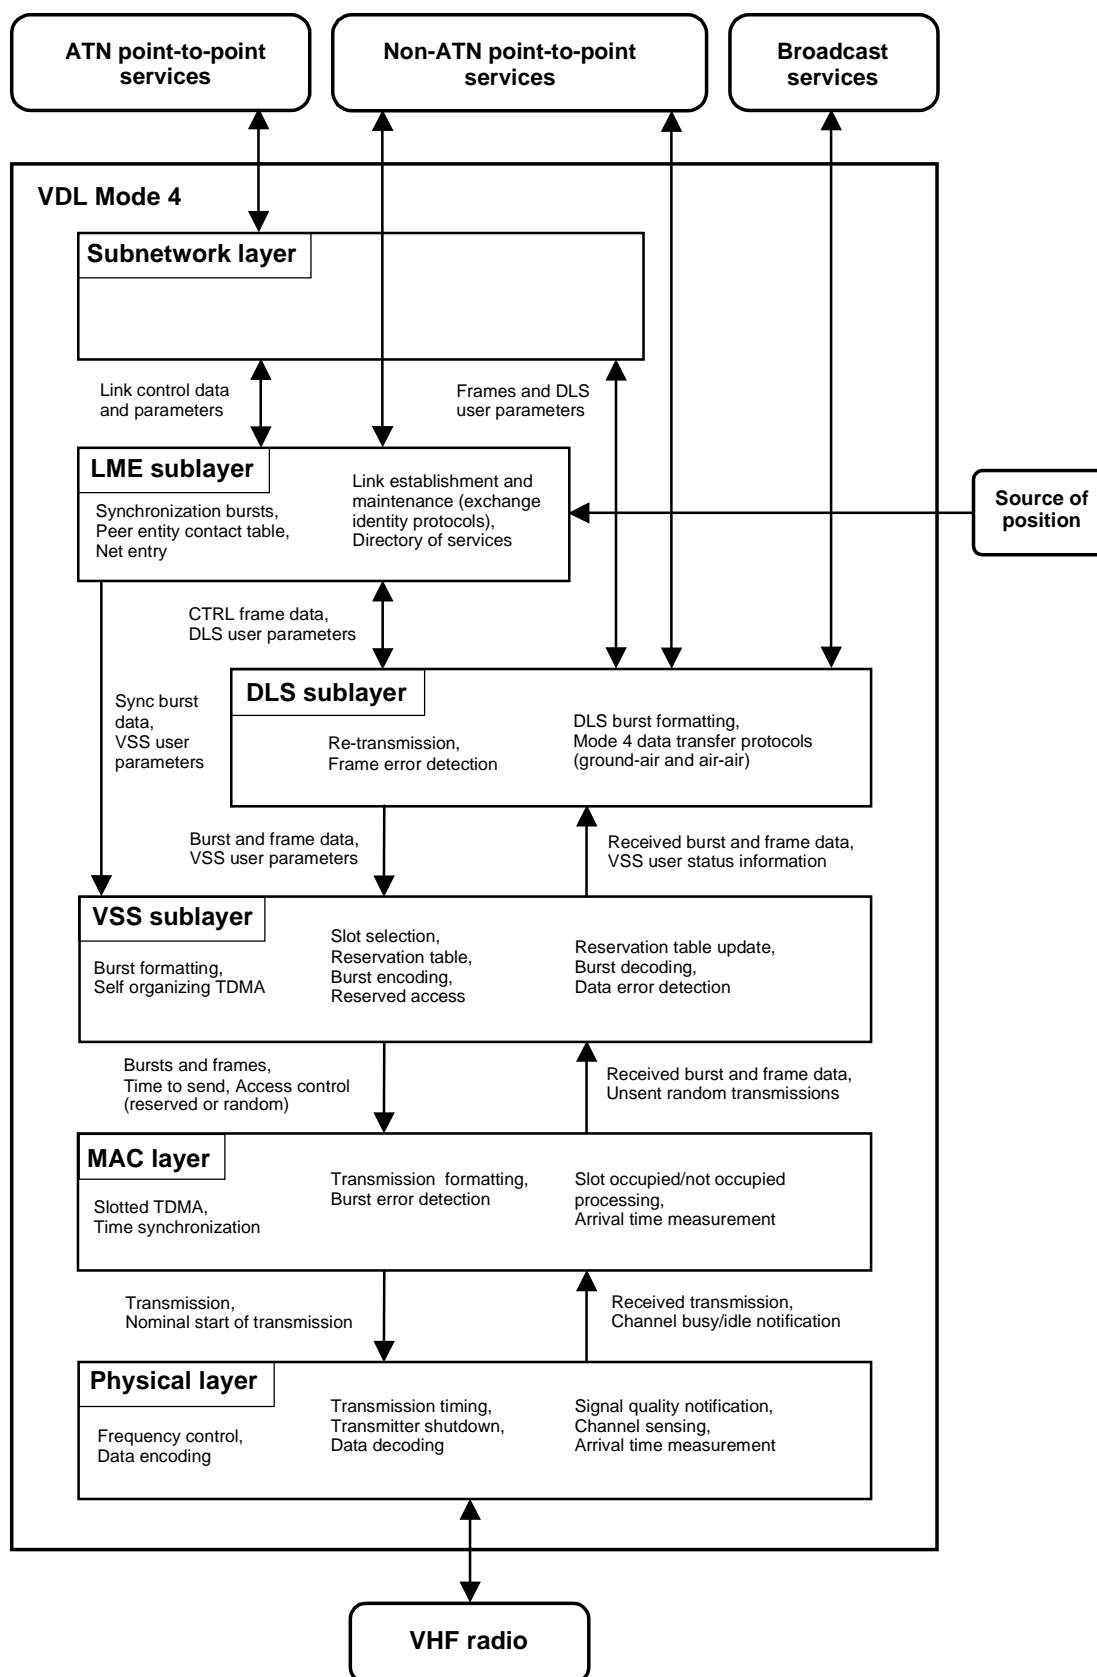 ATN point-to-point
services
Non-ATN point-to-point
services
Broadcast
services
VDL Mode 4
Subnetwork layer
Link control data
and parameters
Frames and DLS
user parameters
LME sublayer
Synchronization bursts,
Peer entity contact table,
Net entry
Link establishment and
maintenance (exchange
identity protocols),
Directory of services
Source of
position
CTRL frame data,
DLS user parameters
Sync burst
data,
VSS user
parameters
DLS sublayer
Re-transmission,
Frame error detection
DLS burst formatting,
Mode 4 data transfer protocols
(ground-air and air-air)
Burst and frame data,
VSS user parameters
Received burst and frame data,
VSS user status information
VSS sublayer
Burst formatting,
Self organizing TDMA
Slot selection,
Reservation table,
Burst encoding,
Reserved access
Reservation table update,
Burst decoding,
Data error detection
Bursts and frames,
Time to send, Access control
(reserved or random)
Received burst and frame data,
Unsent random transmissions
MAC layer
Slotted TDMA,
Time synchronization
Transmission formatting,
Burst error detection
Slot occupied/not occupied
processing,
Arrival time measurement
Transmission,
Nominal start of transmission
Received transmission,
Channel busy/idle notification
Physical layer
Frequency control,
Data encoding
Transmission timing,
Transmitter shutdown,
Data decoding
Signal quality notification,
Channel sensing,
Arrival time measurement
VHF radio